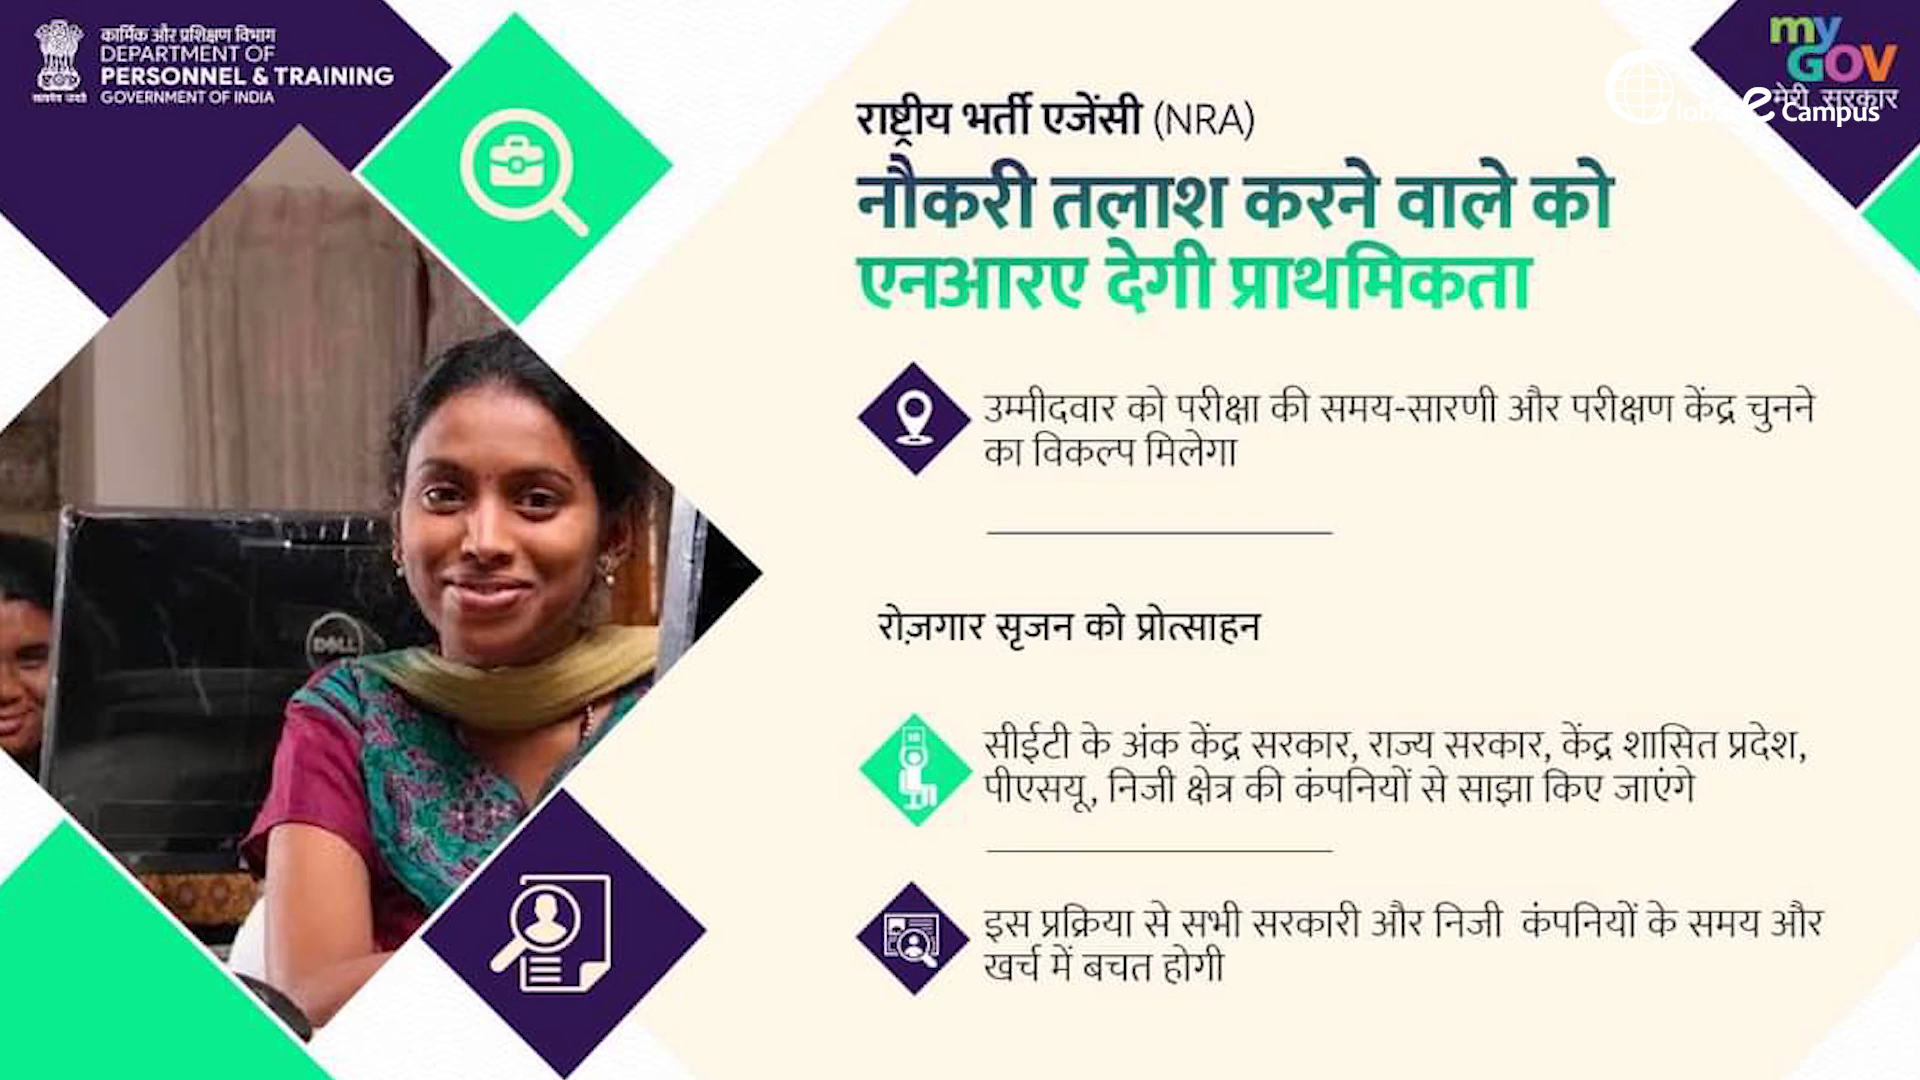 कार्मिक और प्रशिक्षण विभाग
DEPARTMENT OF
PERSONNEL & TRAINING
GOVERNMENT OF INDIA
सत्यमेव जयते
my
GOV
मेरी सरकार
e Campus
राष्ट्रीय भर्ती एजेंसी (NRA)
नौकरी तलाश करने वाले को
एनआरए देगी प्राथमिकता
उम्मीदवार को परीक्षा की समय-सारणी और परीक्षण केंद्र चुनने
का विकल्प मिलेगा
रोज़गार सृजन को प्रोत्साहन
सीईटी के अंक केंद्र सरकार, राज्य सरकार, केंद्र शासित प्रदेश,
पीएसयू, निजी क्षेत्र की कंपनियों से साझा किए जाएंगे
इस प्रक्रिया से सभी सरकारी और निजी कंपनियों के समय और
खर्च में बचत होगी
DELL